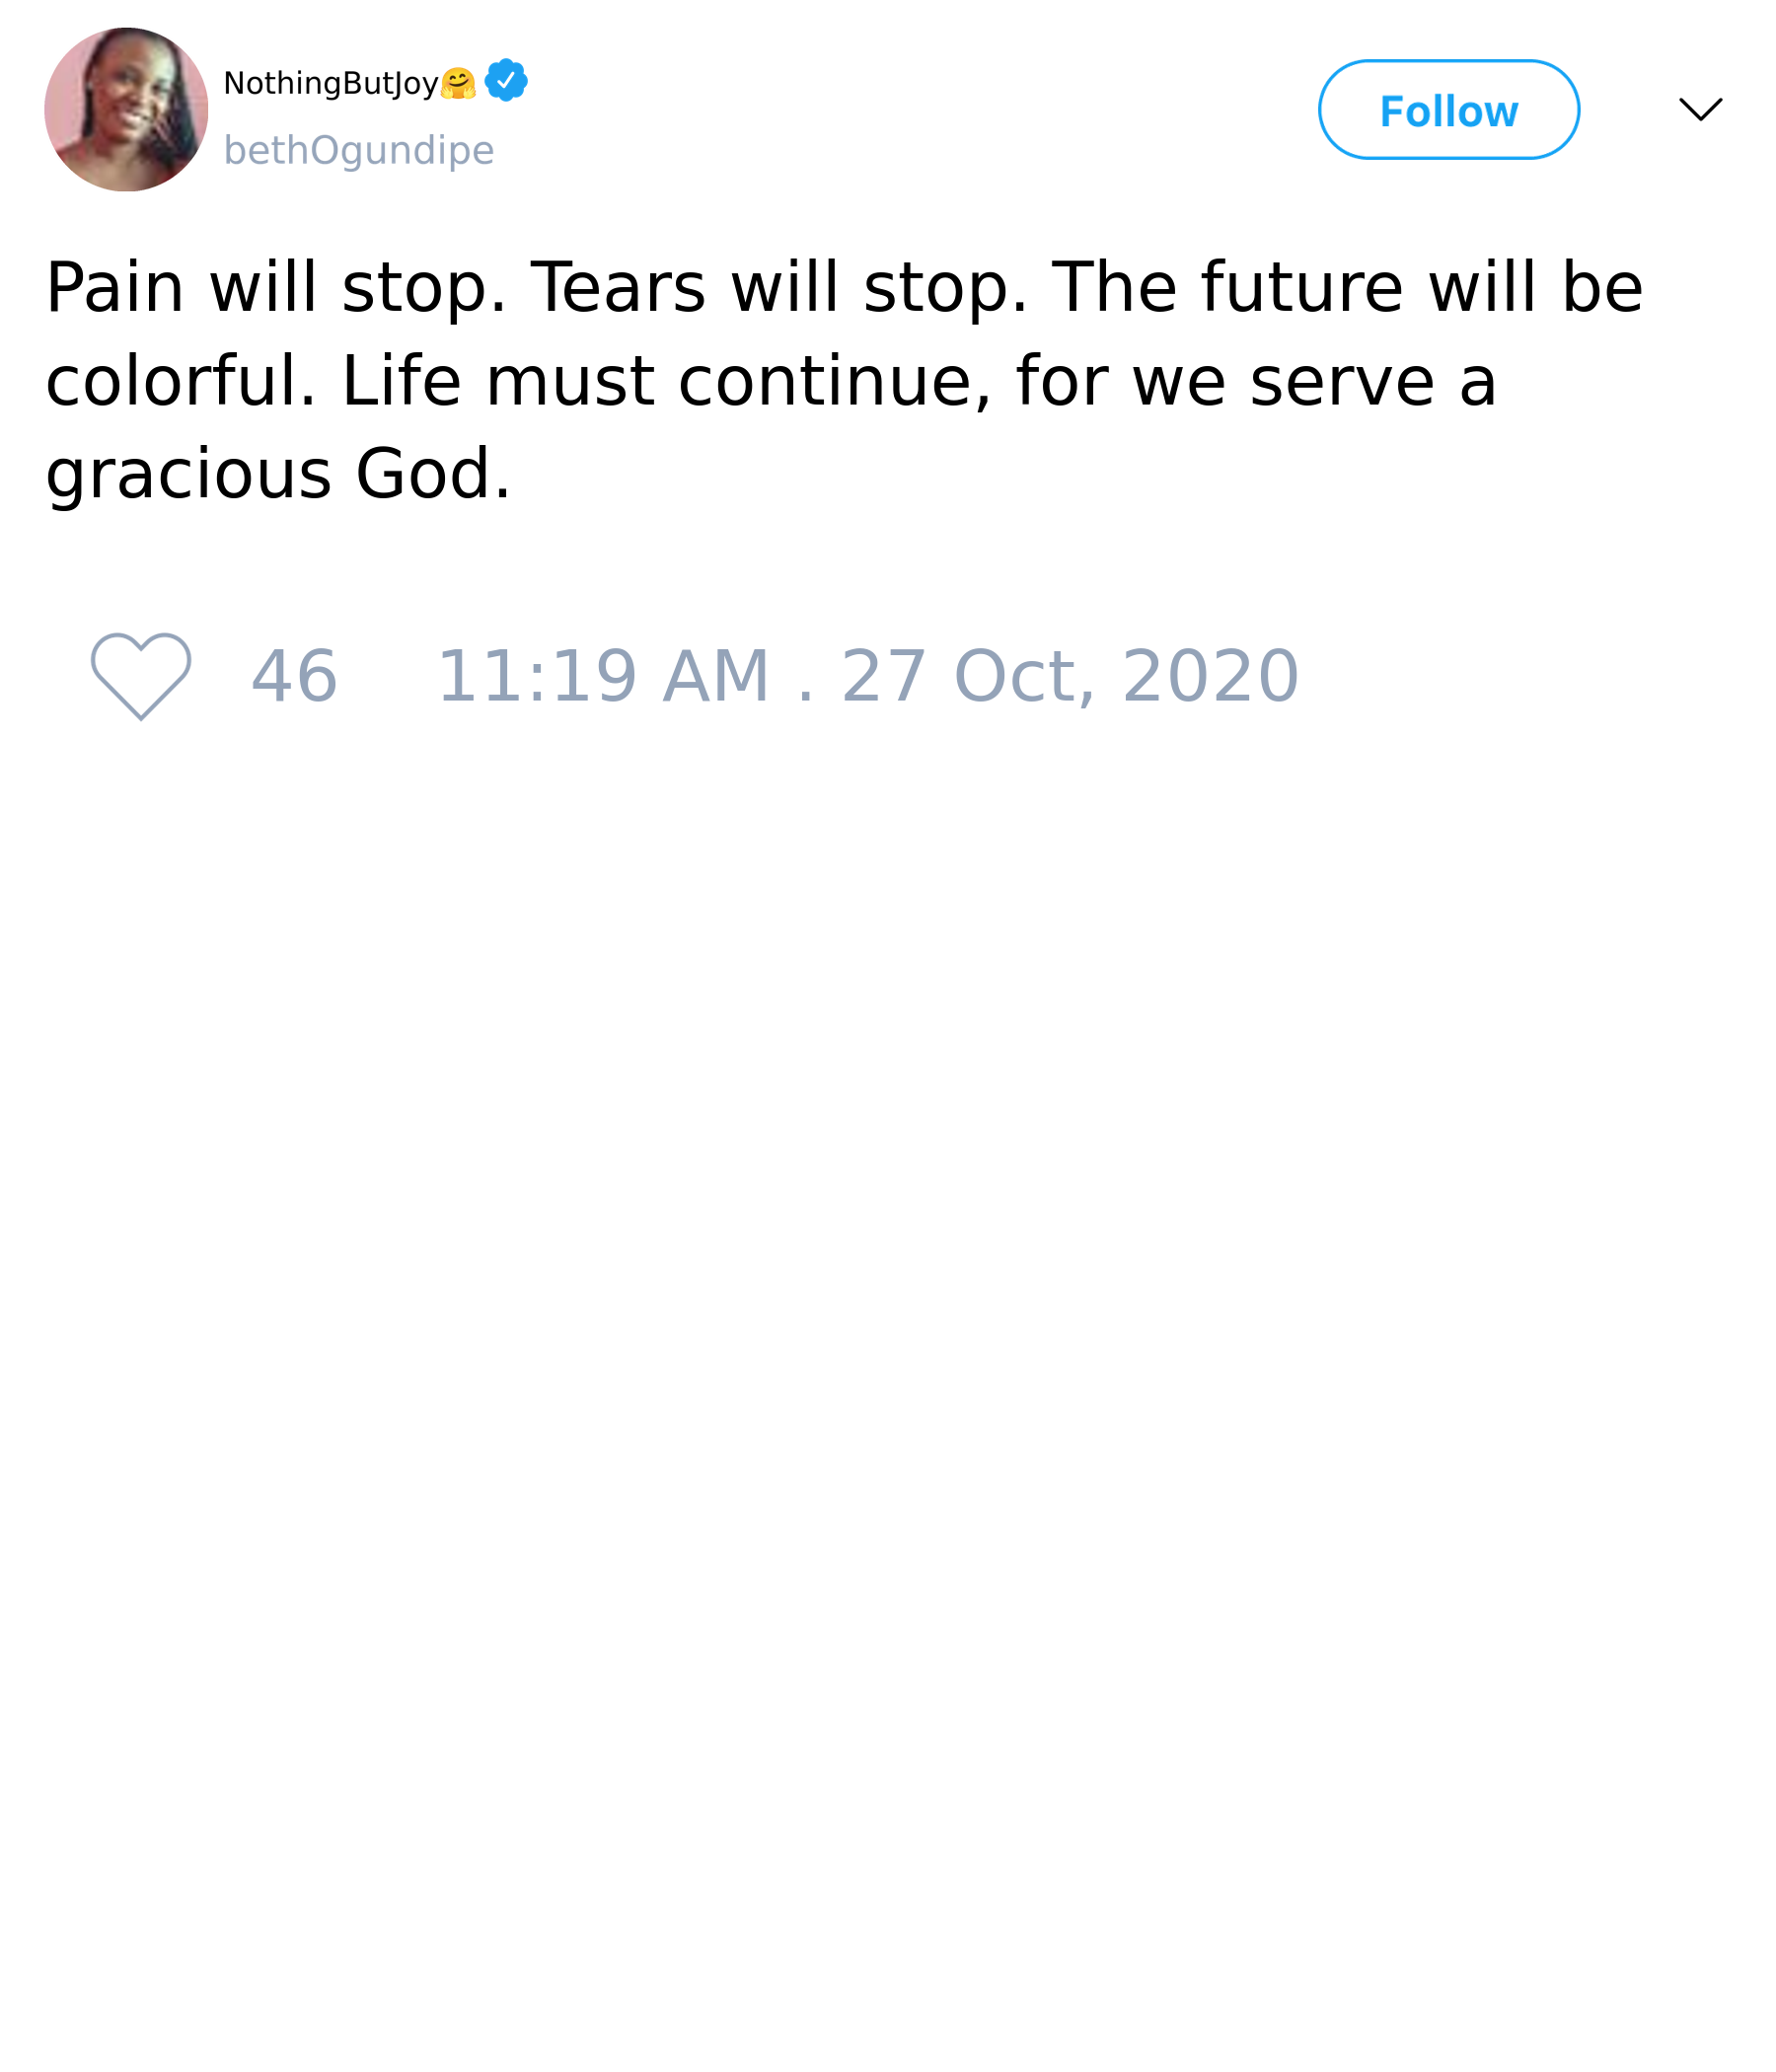 NothingButJoy🤗
bethOgundipe
Follow
Pain will stop. Tears will stop. The future will be
colorful. Life must continue, for we serve a
gracious God.
46 11:19 AM . 27 Oct, 2020